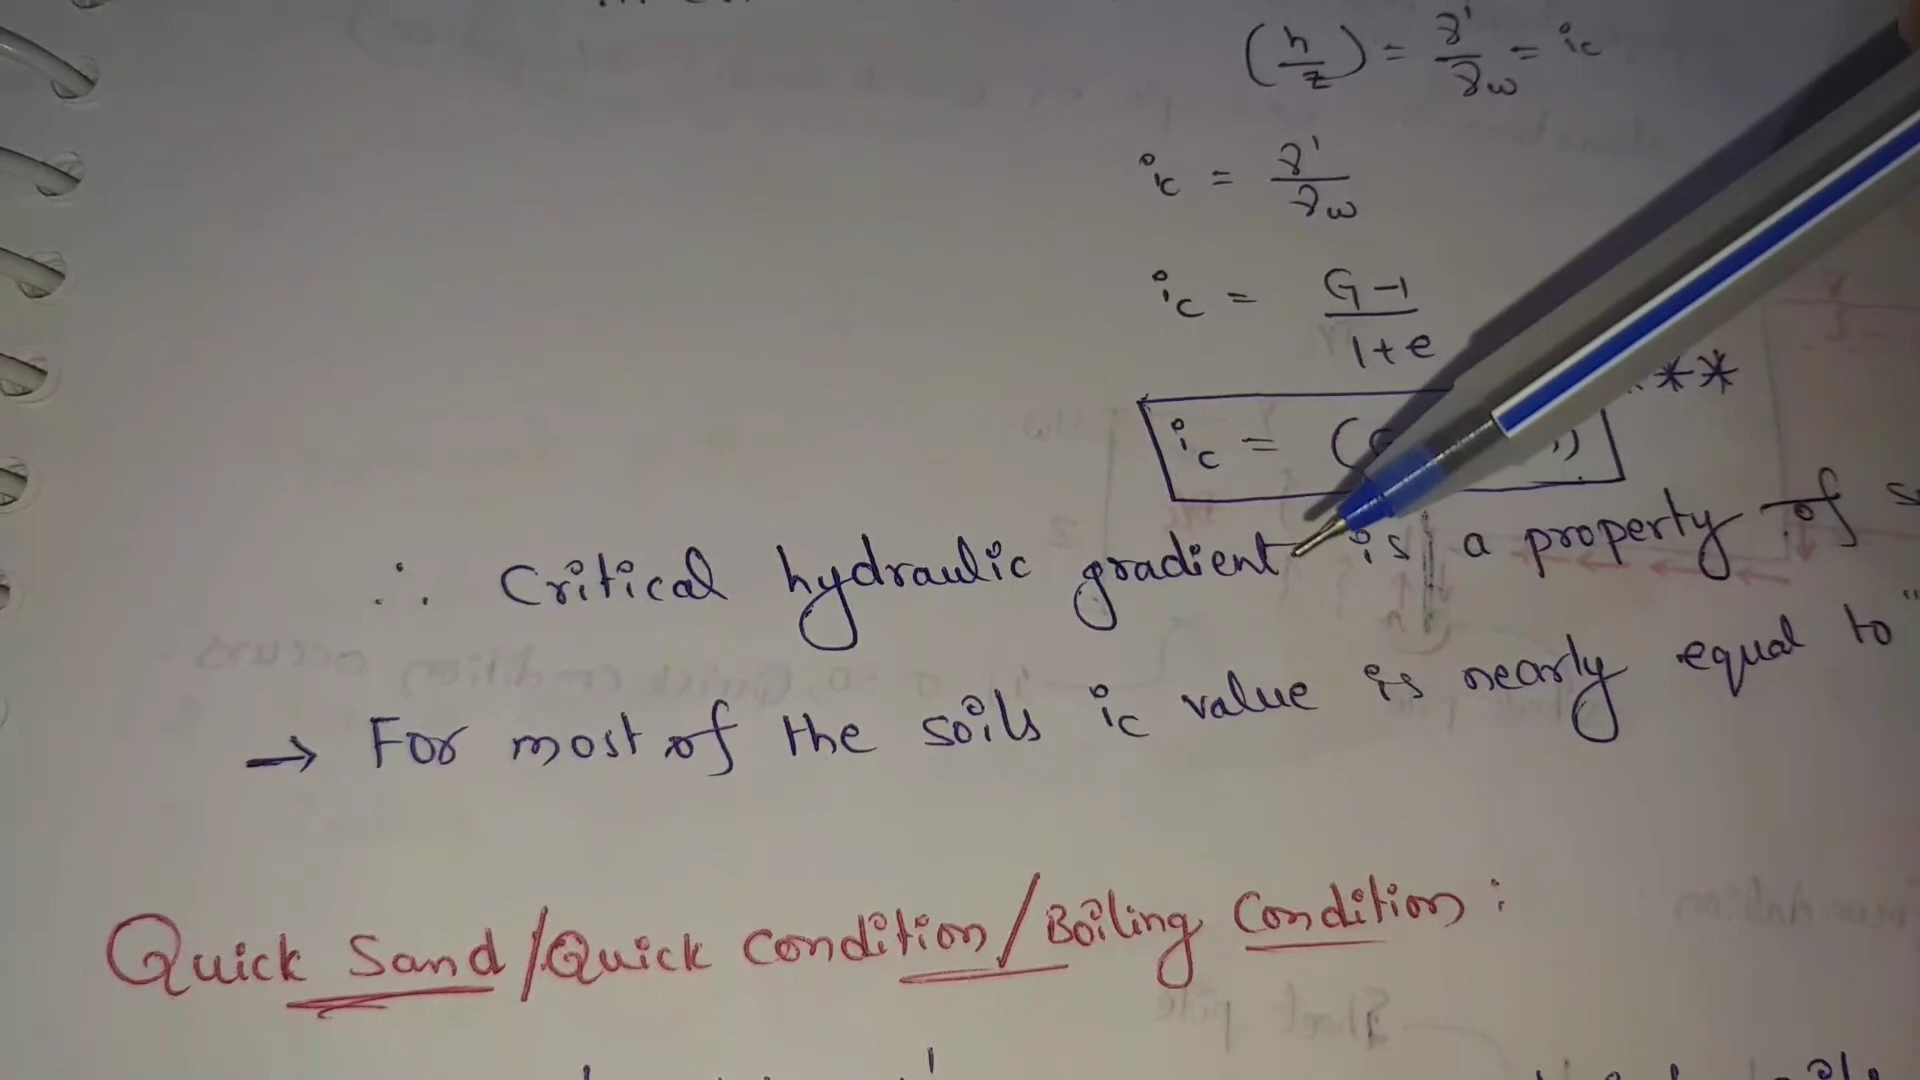 (h/z) = γ'/γw = ic
ic = γ'/γw
ic = G-1/1+e
ic = (
**
∴ Critical hydraulic gradient is a property of
→ For most of the soils ic value is nearly equal to "
Quick Sand/Quick Condition/Boiling Condition: